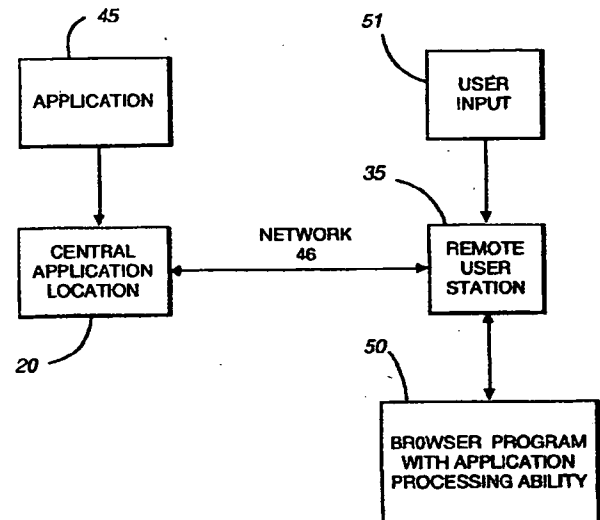 45
APPLICATION
51
USER
INPUT
35
CENTRAL
APPLICATION
LOCATION
20
NETWORK
46
REMOTE
USER
STATION
50
BR0WSER PROGRAM
WITH APPLICATION
PROCESSING ABILITY